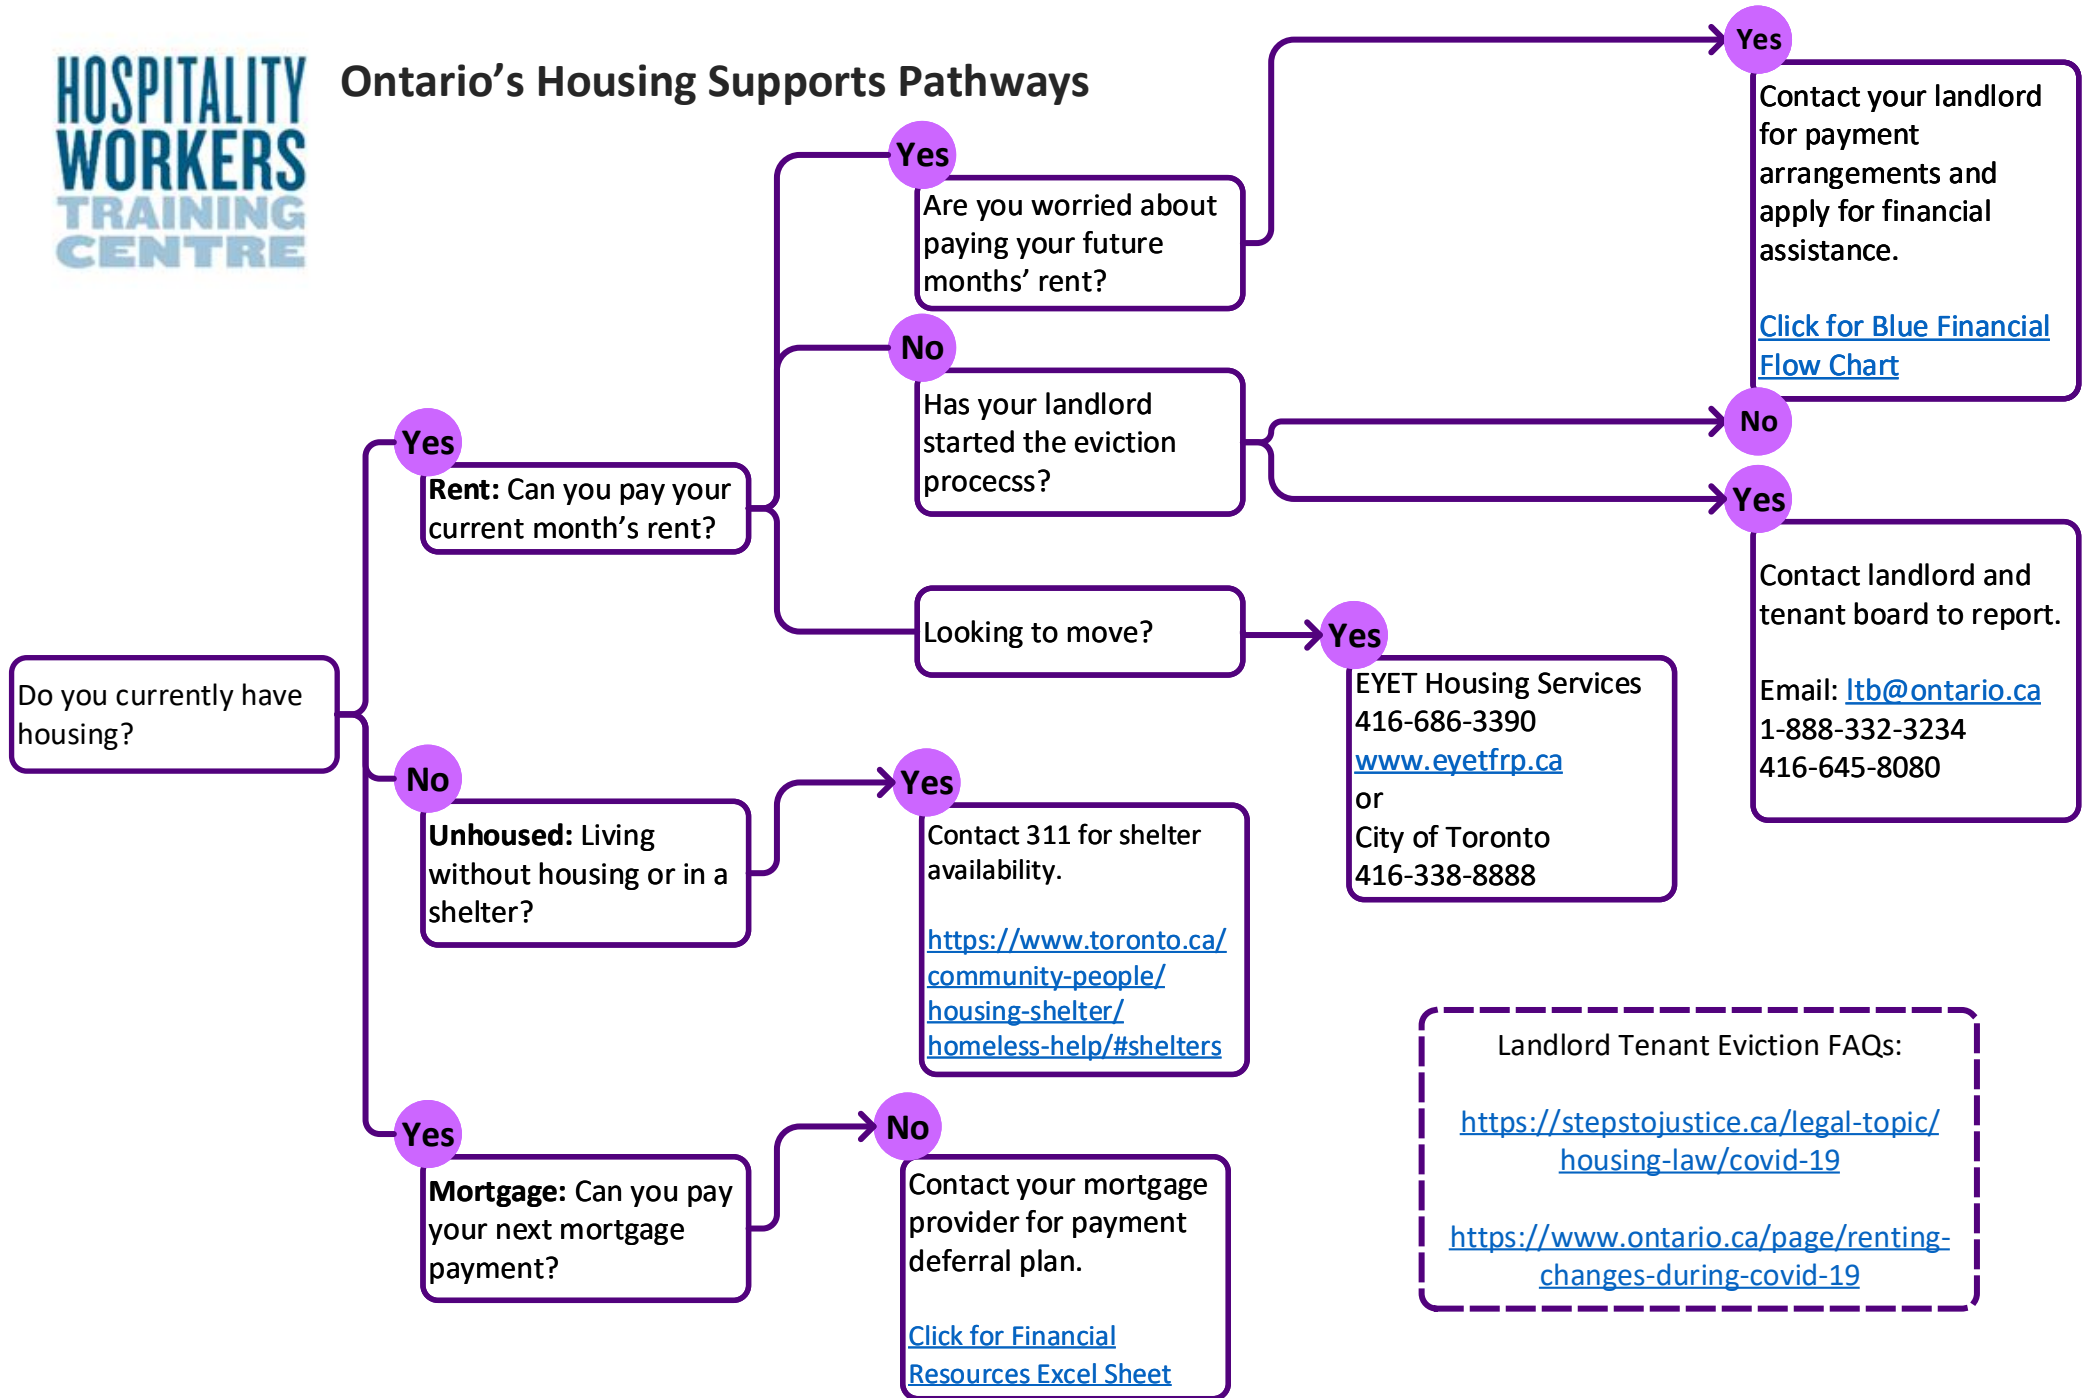 HOSPITALITY
WORKERS
TRAINING
CENTRE
Ontario’s Housing Supports Pathways
Do you currently have
housing?
Yes
Rent: Can you pay your
current month’s rent?
Yes
Are you worried about
paying your future
months’ rent?
Yes
Contact your landlord
for payment
arrangements and
apply for financial
assistance.
Click for Blue Financial
Flow Chart
No
Has your landlord
started the eviction
procecss?
No
Yes
Contact landlord and
tenant board to report.
Email: ltb@ontario.ca
1-888-332-3234
416-645-8080
Looking to move?
Yes
EYET Housing Services
416-686-3390
www.eyetfrp.ca
or
City of Toronto
416-338-8888
No
Unhoused: Living
without housing or in a
shelter?
Yes
Contact 311 for shelter
availability.
https://www.toronto.ca/
community-people/
housing-shelter/
homeless-help/#shelters
Yes
Mortgage: Can you pay
your next mortgage
payment?
No
Contact your mortgage
provider for payment
deferral plan.
Click for Financial
Resources Excel Sheet
Landlord Tenant Eviction FAQs:
https://stepstojustice.ca/legal-topic/
housing-law/covid-19
https://www.ontario.ca/page/renting-
changes-during-covid-19